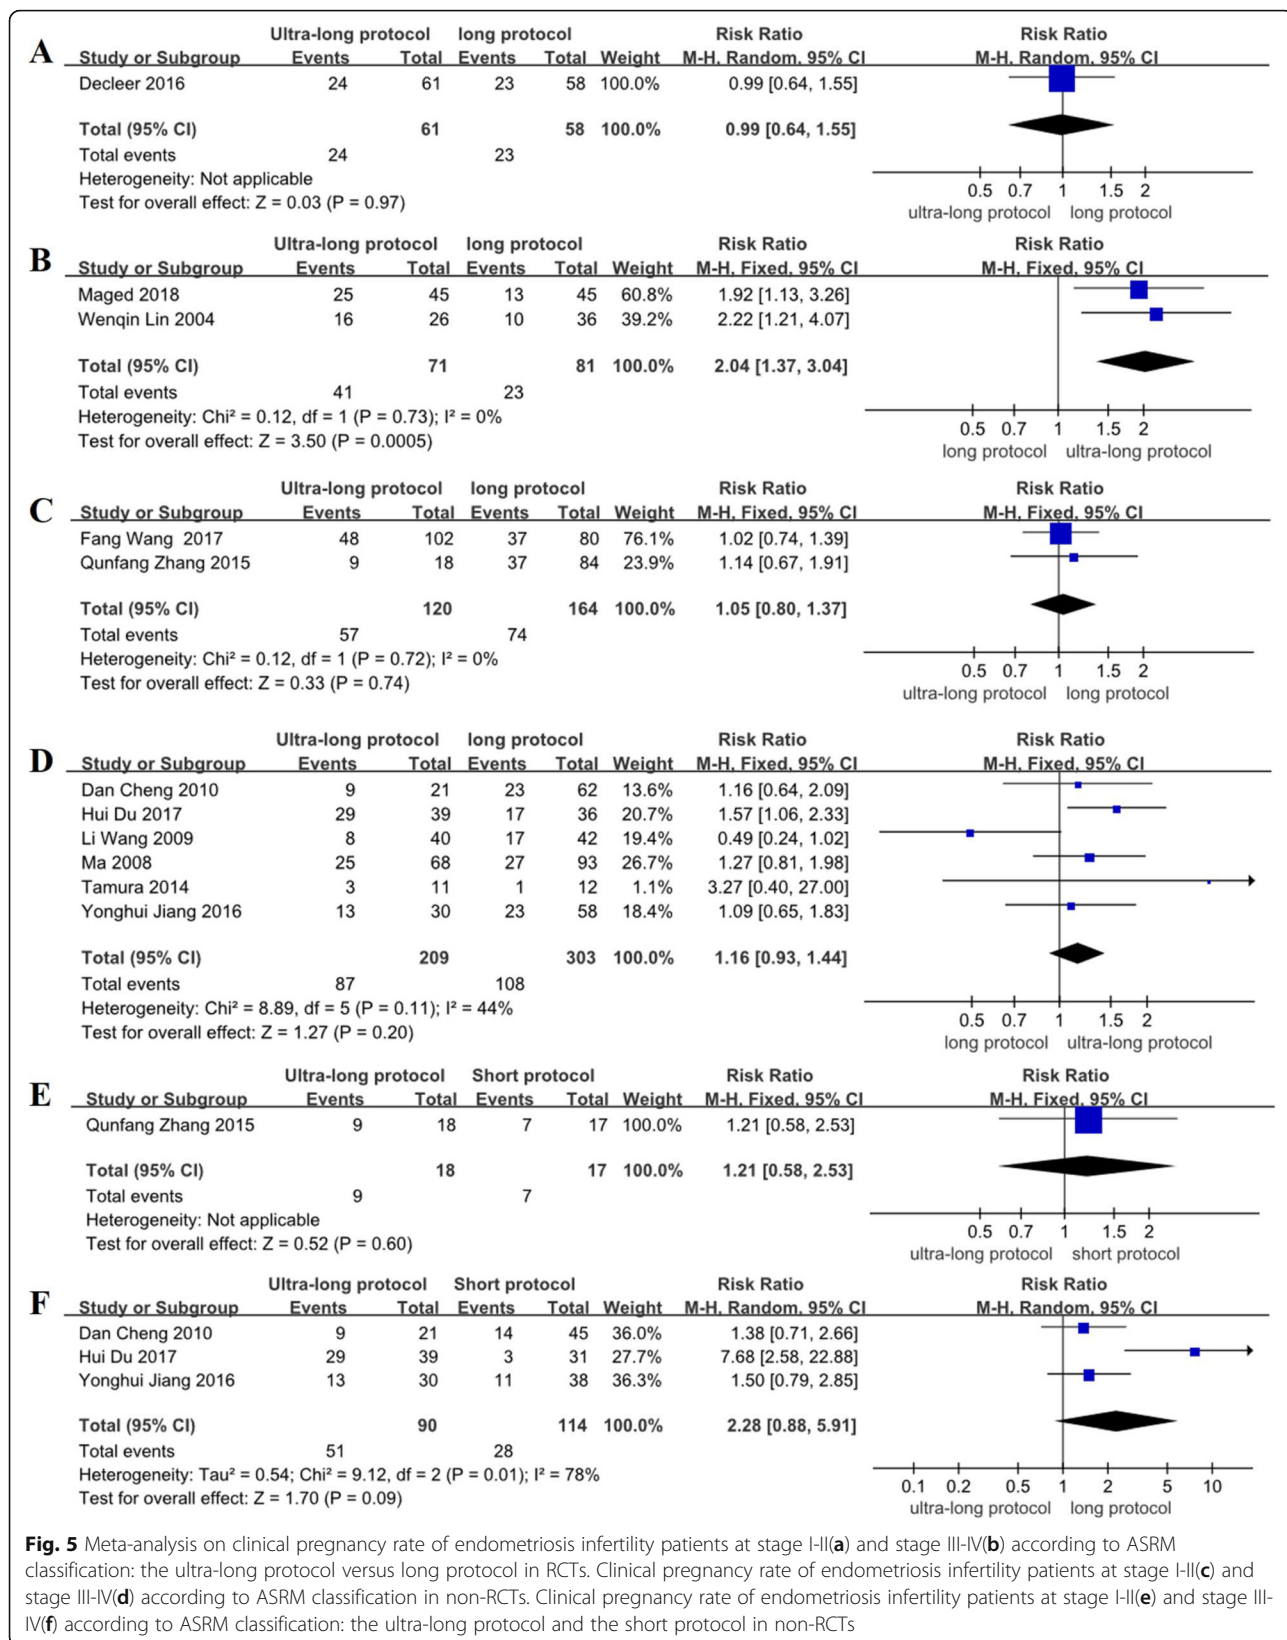 A
Ultra-long protocol long protocol Risk Ratio Risk Ratio
Study or Subgroup Events Total Events Total Weight M-H, Random, 95% CI M-H, Random, 95% CI
Decleer 2016 24 61 23 58 100.0% 0.99 [0.64, 1.55]
Total (95% CI) 61 58 100.0% 0.99 [0.64, 1.55]
Total events 24 23
Heterogeneity: Not applicable
Test for overall effect: Z = 0.03 (P = 0.97)
0.5 0.7 1 1.5 2
ultra-long protocol long protocol
B
Ultra-long protocol long protocol Risk Ratio Risk Ratio
Study or Subgroup Events Total Events Total Weight M-H, Fixed, 95% CI M-H, Fixed, 95% CI
Maged 2018 25 45 13 45 60.8% 1.92 [1.13, 3.26]
Wenqin Lin 2004 16 26 10 36 39.2% 2.22 [1.21, 4.07]
Total (95% CI) 71 81 100.0% 2.04 [1.37, 3.04]
Total events 41 23
Heterogeneity: Chi² = 0.12, df = 1 (P = 0.73); I² = 0%
Test for overall effect: Z = 3.50 (P = 0.0005)
0.5 0.7 1 1.5 2
long protocol ultra-long protocol
C
Ultra-long protocol long protocol Risk Ratio Risk Ratio
Study or Subgroup Events Total Events Total Weight M-H, Fixed, 95% CI M-H, Fixed, 95% CI
Fang Wang 2017 48 102 37 80 76.1% 1.02 [0.74, 1.39]
Qunfang Zhang 2015 9 18 37 84 23.9% 1.14 [0.67, 1.91]
Total (95% CI) 120 164 100.0% 1.05 [0.80, 1.37]
Total events 57 74
Heterogeneity: Chi² = 0.12, df = 1 (P = 0.72); I² = 0%
Test for overall effect: Z = 0.33 (P = 0.74)
0.5 0.7 1 1.5 2
ultra-long protocol long protocol
D
Ultra-long protocol long protocol Risk Ratio Risk Ratio
Study or Subgroup Events Total Events Total Weight M-H, Fixed, 95% CI M-H, Fixed, 95% CI
Dan Cheng 2010 9 21 23 62 13.6% 1.16 [0.64, 2.09]
Hui Du 2017 29 39 17 36 20.7% 1.57 [1.06, 2.33]
Li Wang 2009 8 40 17 42 19.4% 0.49 [0.24, 1.02]
Ma 2008 25 68 27 93 26.7% 1.27 [0.81, 1.98]
Tamura 2014 3 11 1 12 1.1% 3.27 [0.40, 27.00]
Yonghui Jiang 2016 13 30 23 58 18.4% 1.09 [0.65, 1.83]
Total (95% CI) 209 303 100.0% 1.16 [0.93, 1.44]
Total events 87 108
Heterogeneity: Chi² = 8.89, df = 5 (P = 0.11); I² = 44%
Test for overall effect: Z = 1.27 (P = 0.20)
0.5 0.7 1 1.5 2
long protocol ultra-long protocol
E
Ultra-long protocol Short protocol Risk Ratio Risk Ratio
Study or Subgroup Events Total Events Total Weight M-H, Fixed, 95% CI M-H, Fixed, 95% CI
Qunfang Zhang 2015 9 18 7 17 100.0% 1.21 [0.58, 2.53]
Total (95% CI) 18 17 100.0% 1.21 [0.58, 2.53]
Total events 9 7
Heterogeneity: Not applicable
Test for overall effect: Z = 0.52 (P = 0.60)
0.5 0.7 1 1.5 2
ultra-long protocol short protocol
F
Ultra-long protocol Short protocol Risk Ratio Risk Ratio
Study or Subgroup Events Total Events Total Weight M-H, Random, 95% CI M-H, Random, 95% CI
Dan Cheng 2010 9 21 14 45 36.0% 1.38 [0.71, 2.66]
Hui Du 2017 29 39 3 31 27.7% 7.68 [2.58, 22.88]
Yonghui Jiang 2016 13 30 11 38 36.3% 1.50 [0.79, 2.85]
Total (95% CI) 90 114 100.0% 2.28 [0.88, 5.91]
Total events 51 28
Heterogeneity: Tau² = 0.54; Chi² = 9.12, df = 2 (P = 0.01); I² = 78%
Test for overall effect: Z = 1.70 (P = 0.09)
0.1 0.2 0.5 1 2 5 10
ultra-long protocol long protocol
Fig. 5 Meta-analysis on clinical pregnancy rate of endometriosis infertility patients at stage I-II(a) and stage III-IV(b) according to ASRM
classification: the ultra-long protocol versus long protocol in RCTs. Clinical pregnancy rate of endometriosis infertility patients at stage I-II(c) and
stage III-IV(d) according to ASRM classification in non-RCTs. Clinical pregnancy rate of endometriosis infertility patients at stage I-II(e) and stage III-
IV(f) according to ASRM classification: the ultra-long protocol and the short protocol in non-RCTs